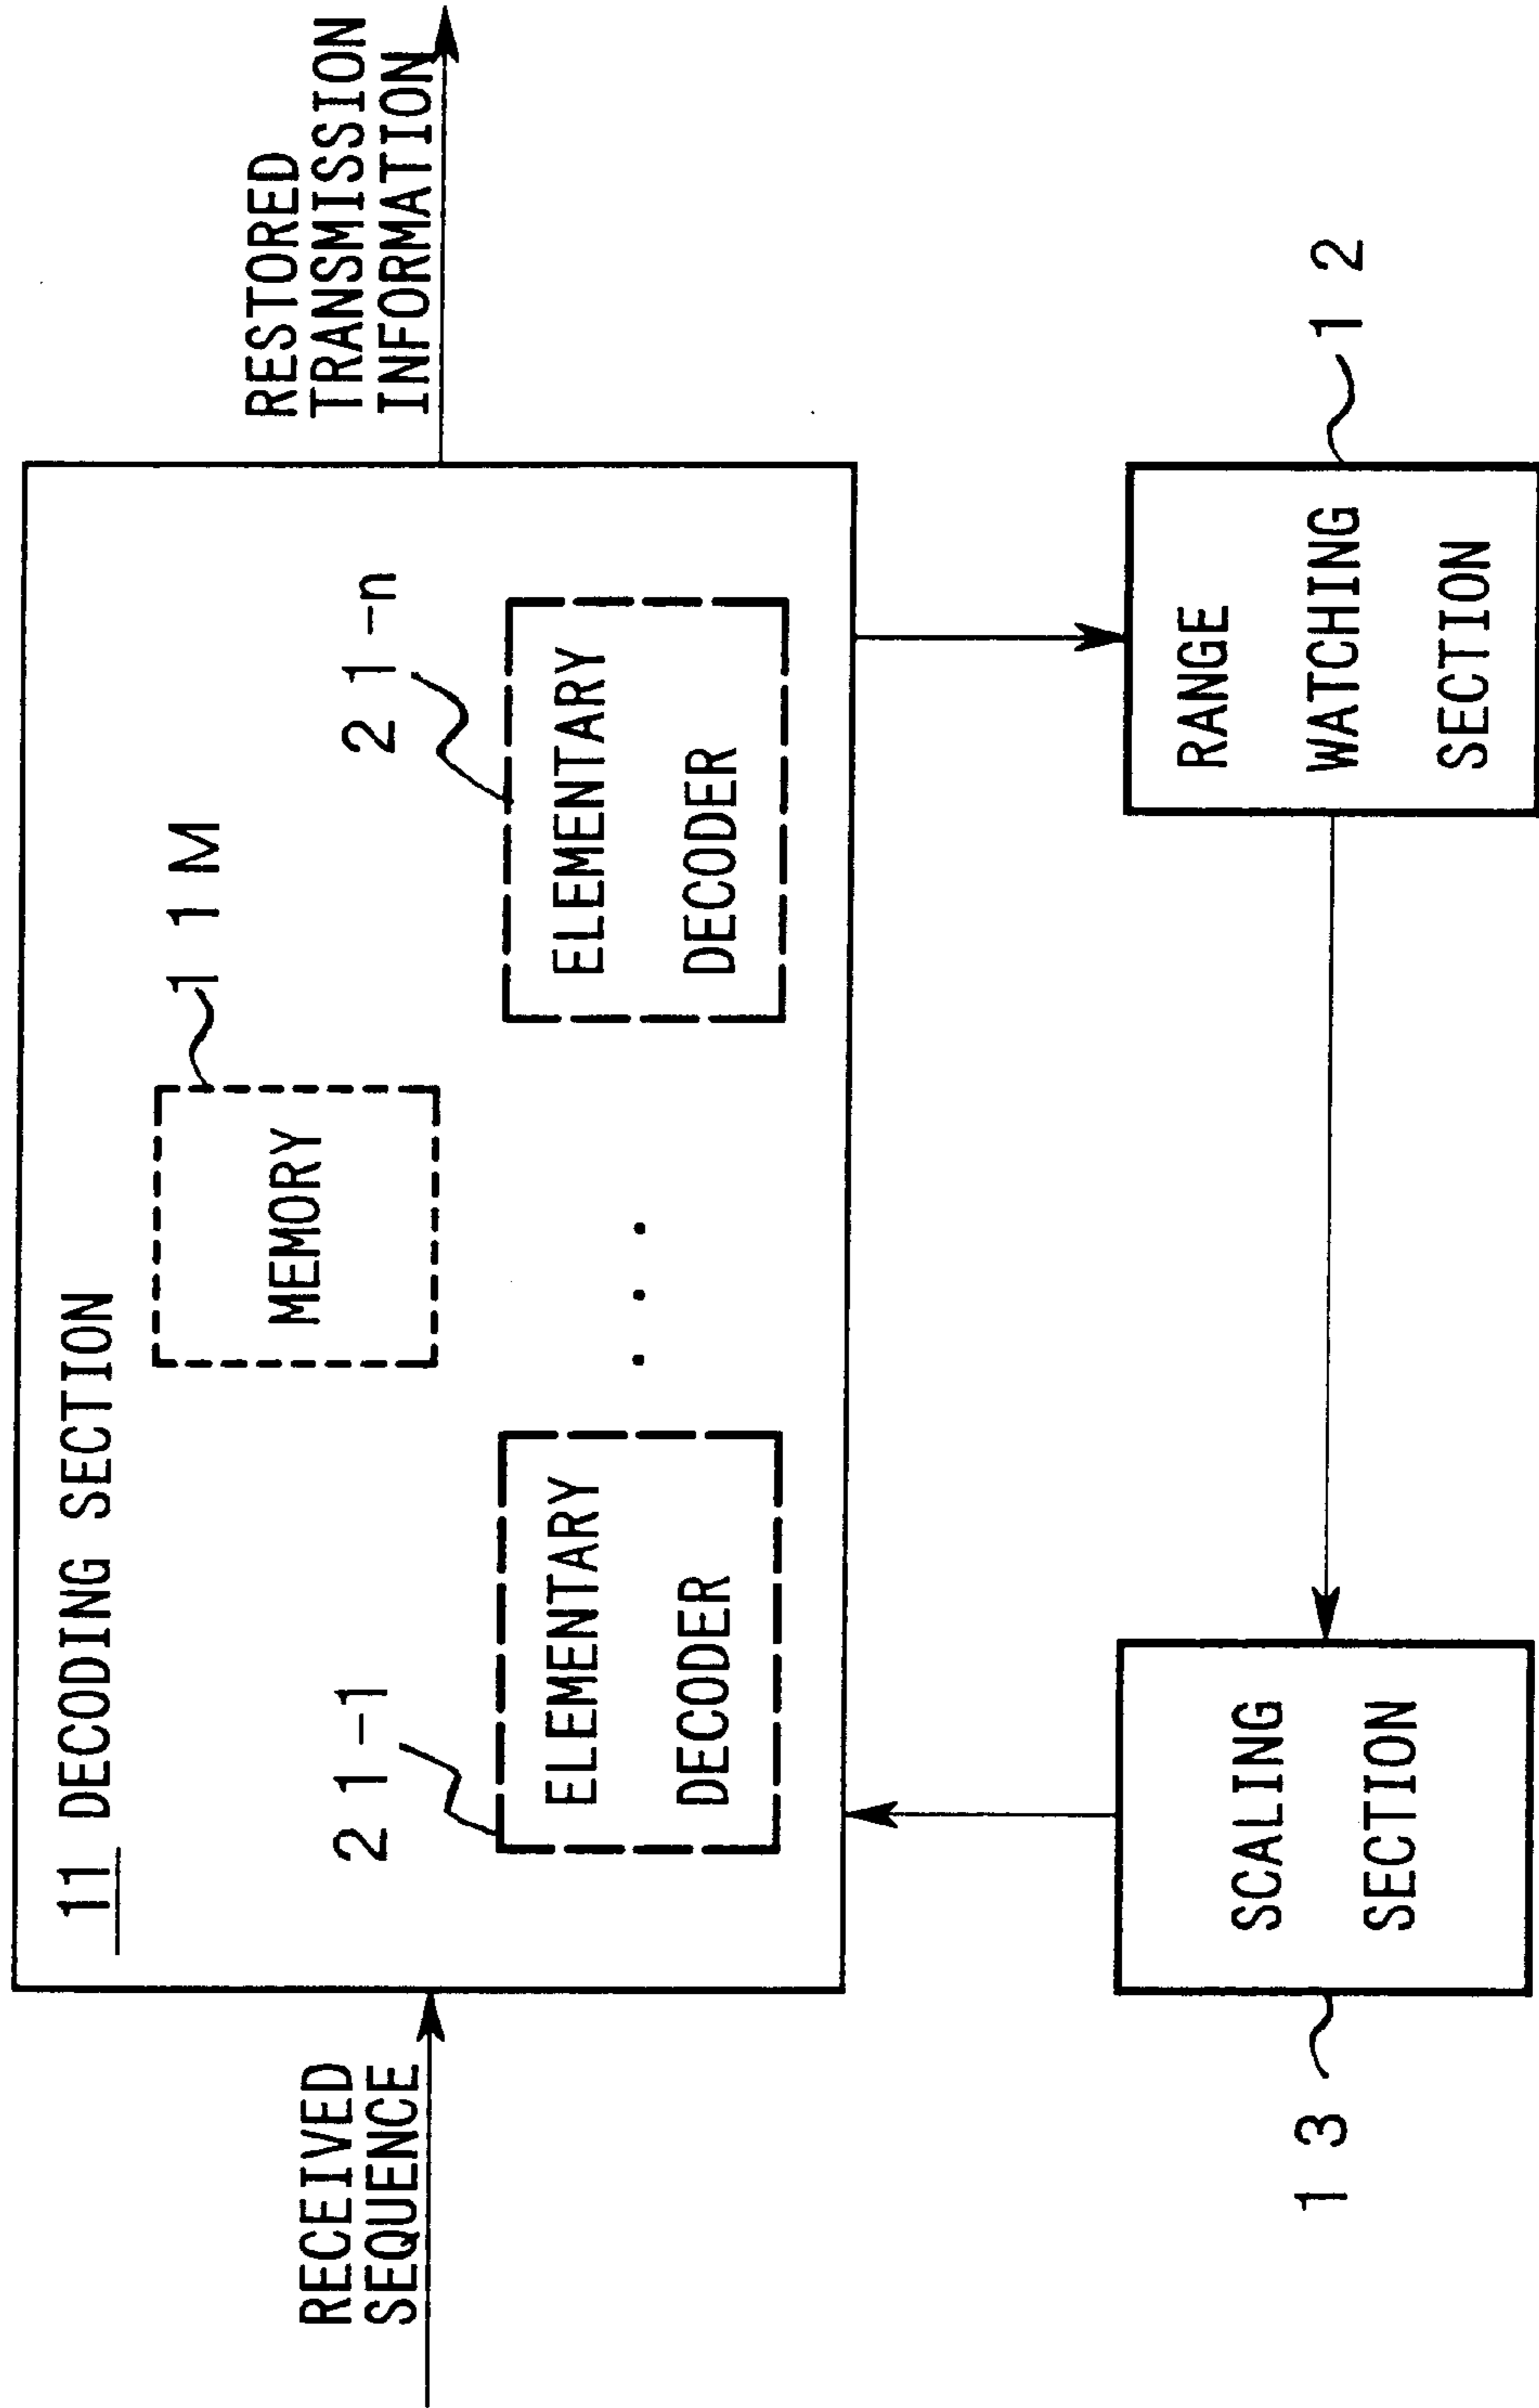 11 DECODING SECTION
RESTORED
TRANSMISSION
INFORMATION
RECEIVED
SEQUENCE
11M
MEMORY
21-1
ELEMENTARY
DECODER
. . .
21-n
ELEMENTARY
DECODER
13
SCALING
SECTION
RANGE
WATCHING
SECTION
12